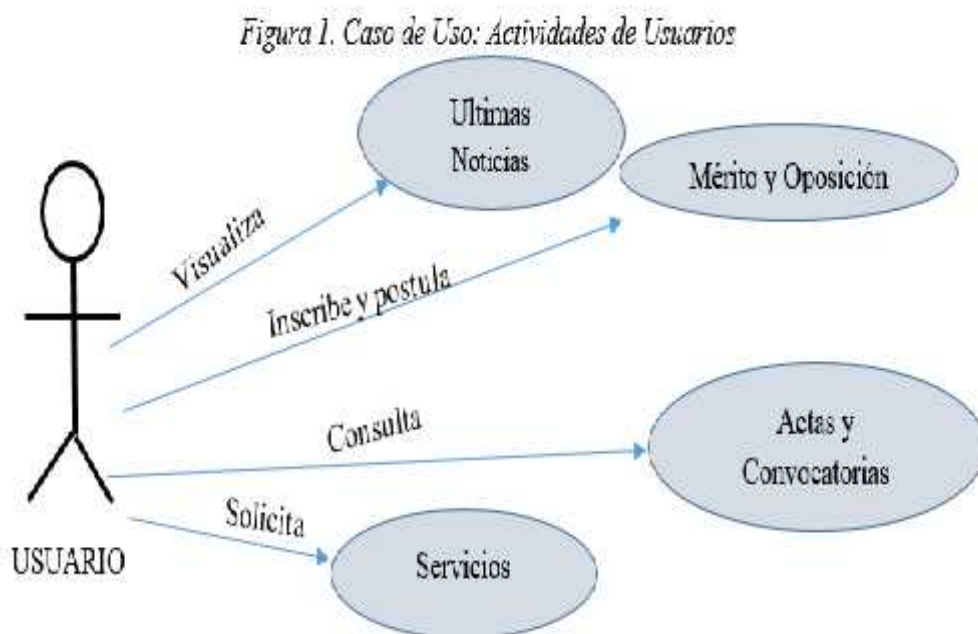 Figura 1. Caso de Uso: Actividades de Usuarios
Ultimas
Noticias
Mérito y Oposición
Visualiza
Inscribe y postula
Consulta
Actas y
Convocatorias
Solicita
Servicios
USUARIO